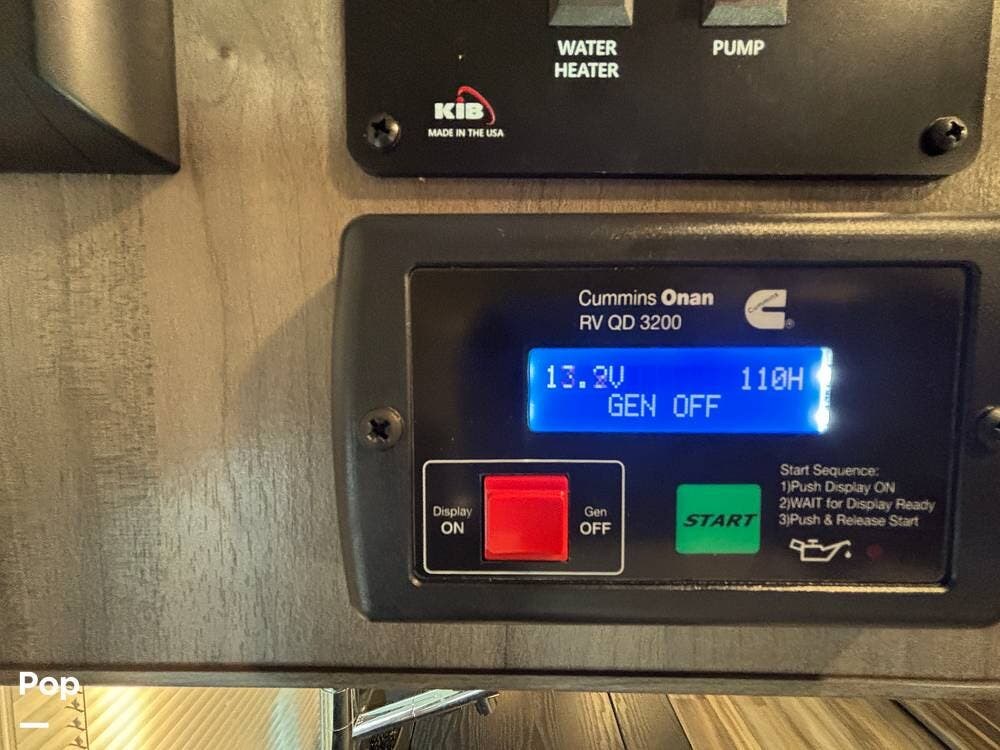 WATER
HEATER
PUMP
KIB
MADE IN THE USA
Cummins Onan
RV QD 3200
Cummins
13.2V 110H
GEN OFF
Display
ON
Gen
OFF
START
Start Sequence:
1)Push Display ON
2)WAIT for Display Ready
3)Push & Release Start
Pop